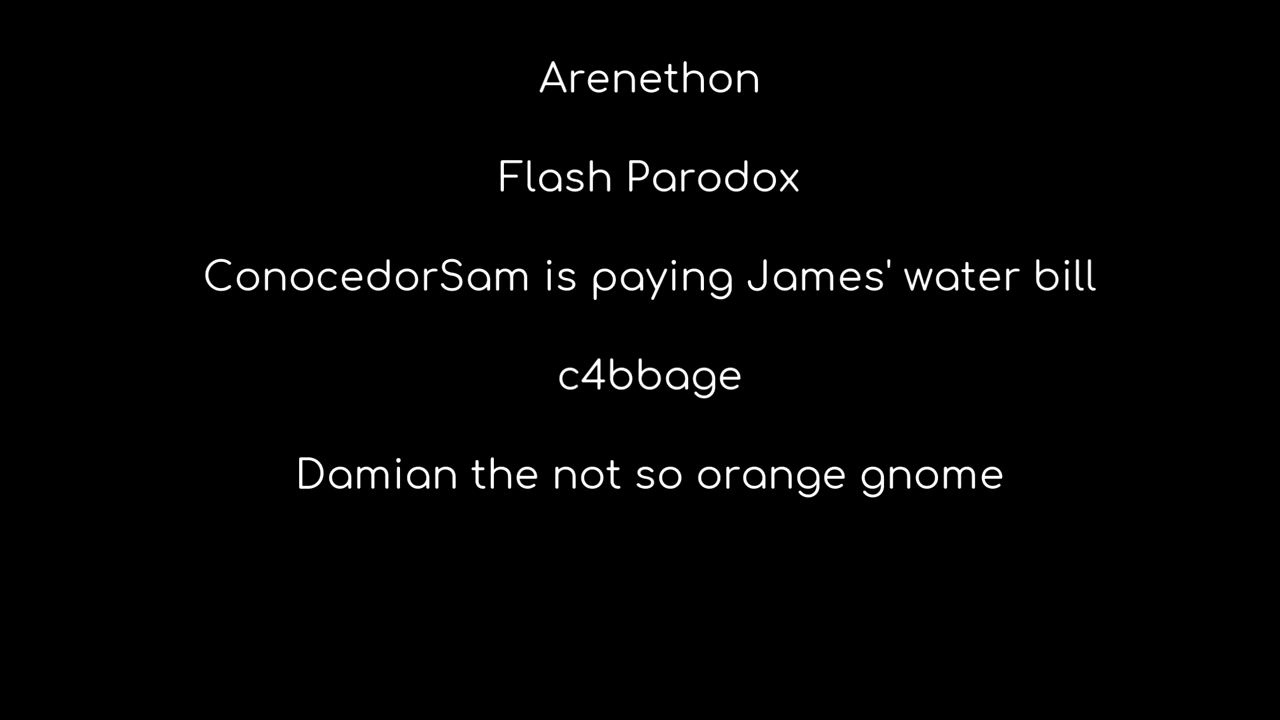 Arenethon
Flash Parodox
ConocedorSam is paying James' water bill
c4bbage
Damian the not so orange gnome